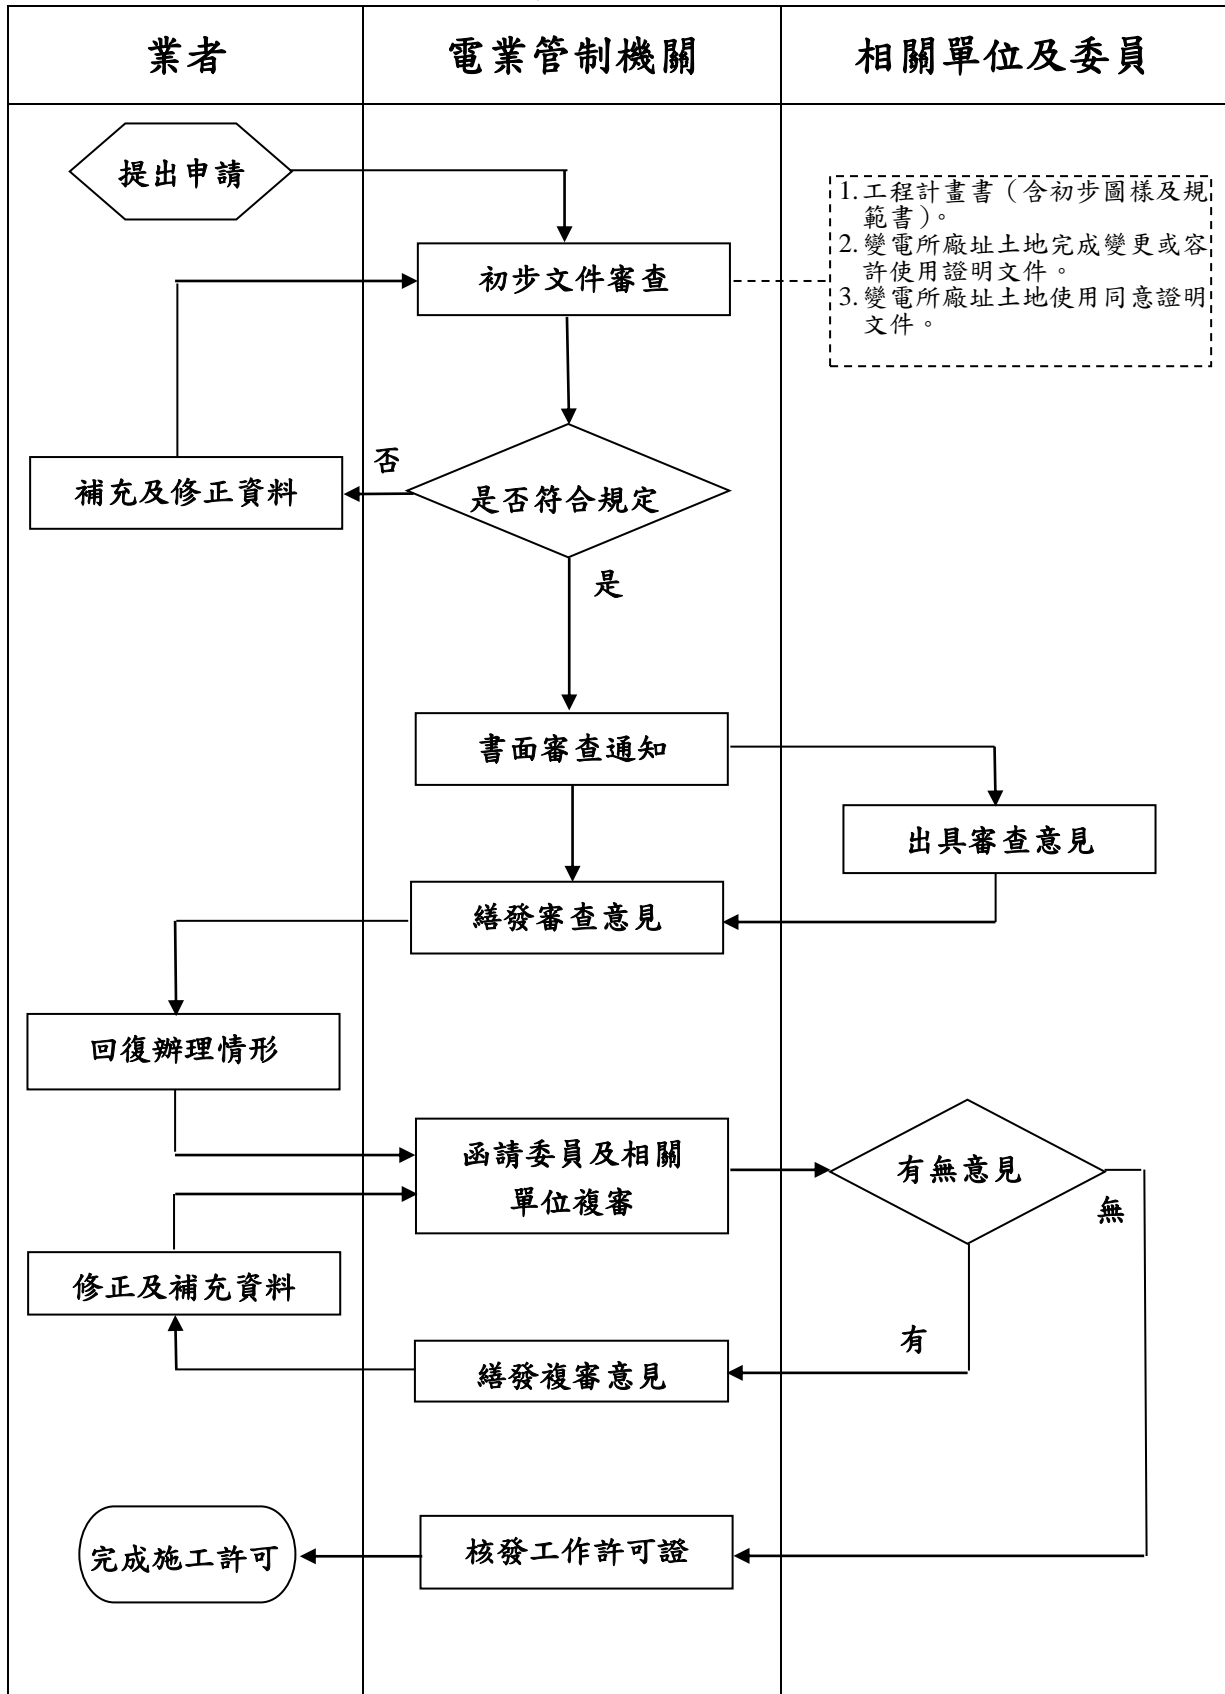 業者
電業管制機關
相關單位及委員
提出申請
1.工程計畫書（含初步圖樣及規
範書）。
2.變電所廠址土地完成變更或容
許使用證明文件。
3.變電所廠址土地使用同意證明
文件。
初步文件審查
否
補充及修正資料
是否符合規定
是
書面審查通知
出具審查意見
繕發審查意見
回復辦理情形
函請委員及相關
單位複審
有無意見
無
修正及補充資料
有
繕發複審意見
核發工作許可證
完成施工許可